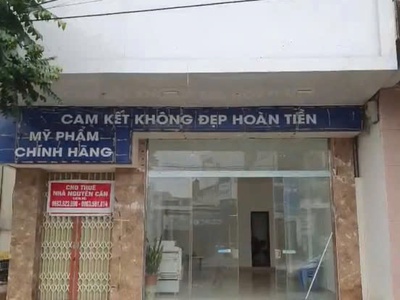 CAM KẾT KHÔNG ĐẸP HOÀN TIỀN
MỸ PHẨM
CHÍNH HÃNG
CHO THUÊ
NHÀ NGUYÊN CĂN